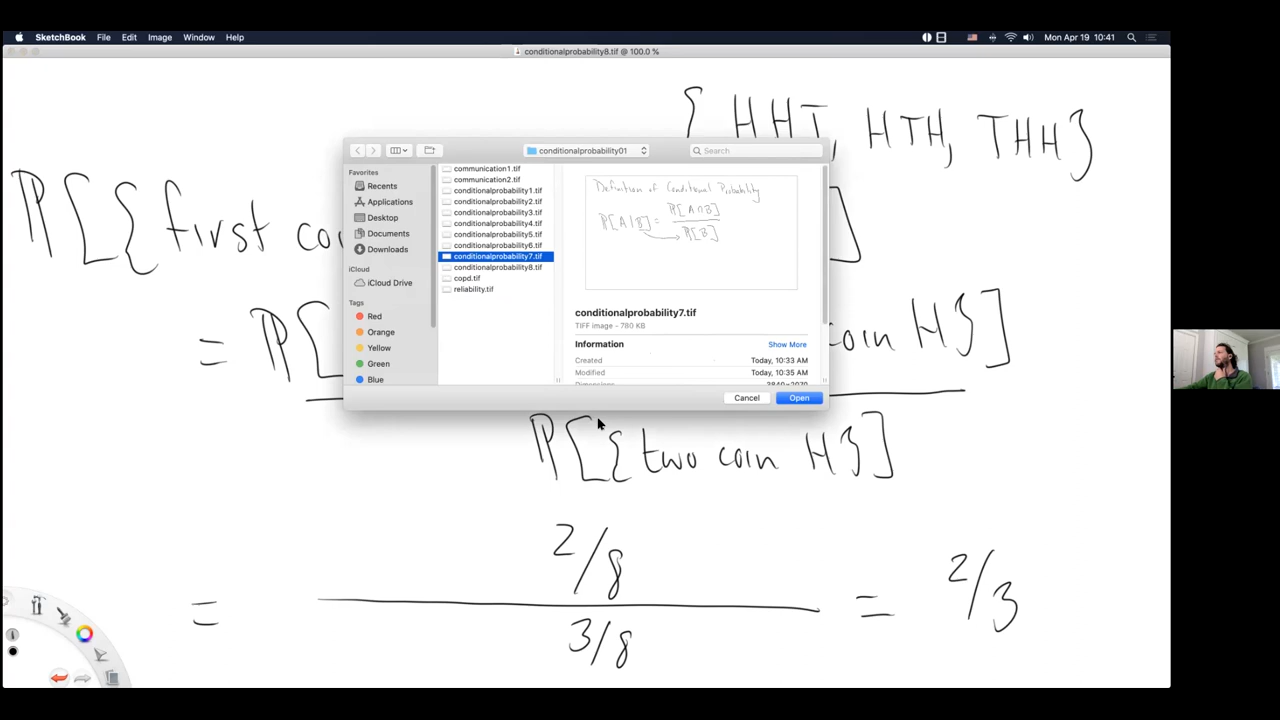 SketchBook File Edit Image Window Help Mon Apr 19 10:41
conditionalprobability8.tif @ 100.0 %
{ HHT, HTH, THH}
conditionalprobability01
Search
Favorites
Recents
Applications
Desktop
Documents
Downloads
iCloud
iCloud Drive
Tags
Red
Orange
Yellow
Green
Blue
communication1.tif
communication2.tif
conditionalprobability1.tif
conditionalprobability2.tif
conditionalprobability3.tif
conditionalprobability4.tif
conditionalprobability5.tif
conditionalprobability6.tif
conditionalprobability7.tif
conditionalprobability8.tif
copd.tif
reliability.tif
Definition of Conditional Probability
ℙ[A|B] = ℙ[A∩B]
ℙ[B]
conditionalprobability7.tif
TIFF image - 780 KB
Information Show More
Created Today, 10:33 AM
Modified Today, 10:35 AM
Cancel Open
ℙ[{first co ]
= ℙ[ coin H}]
ℙ[{two coin H}]
= 2/8 = 2/3
3/8